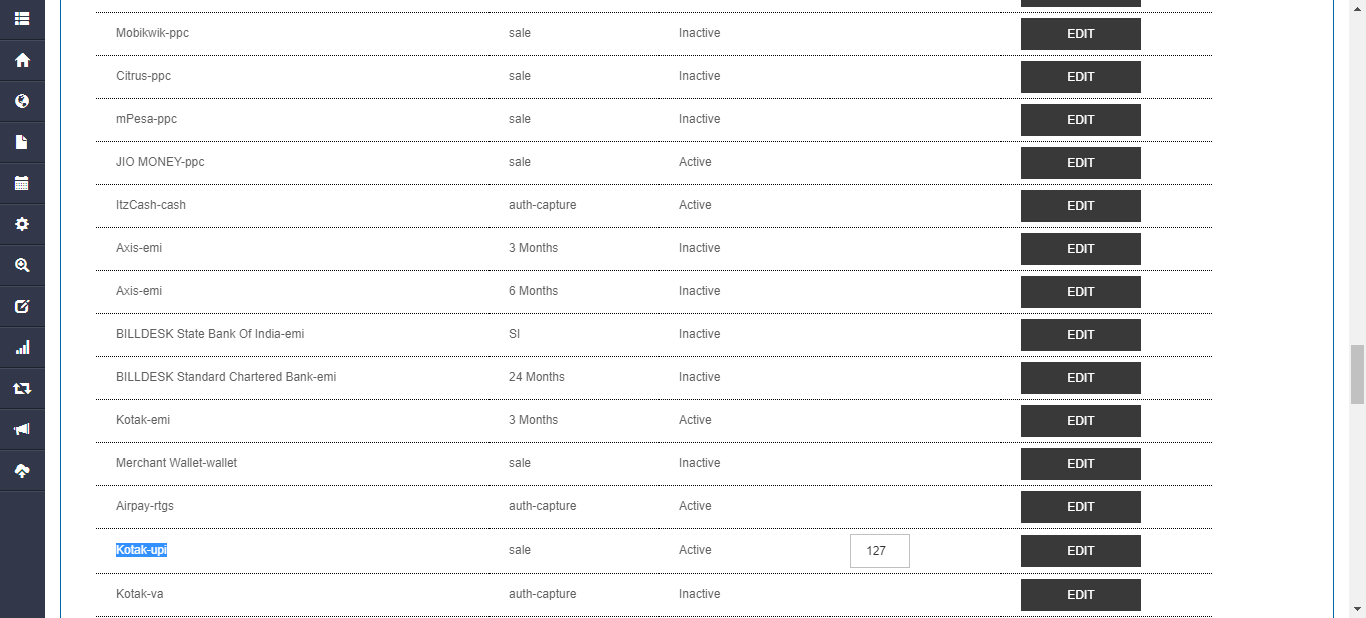 Mobikwik-ppc sale Inactive EDIT
Citrus-ppc sale Inactive EDIT
mPesa-ppc sale Inactive EDIT
JIO MONEY-ppc sale Active EDIT
ItzCash-cash auth-capture Active EDIT
Axis-emi 3 Months Inactive EDIT
Axis-emi 6 Months Inactive EDIT
BILLDESK State Bank Of India-emi SI Inactive EDIT
BILLDESK Standard Chartered Bank-emi 24 Months Inactive EDIT
Kotak-emi 3 Months Active EDIT
Merchant Wallet-wallet sale Inactive EDIT
Airpay-rtgs auth-capture Active EDIT
Kotak-upi sale Active 127 EDIT
Kotak-va auth-capture Inactive EDIT